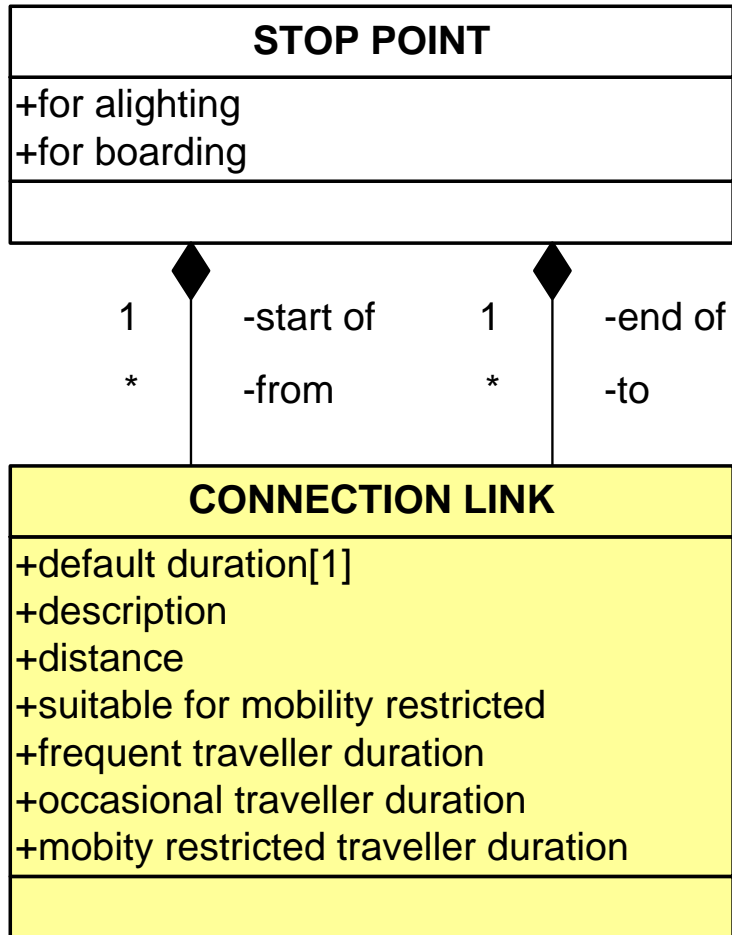 STOP POINT
+for alighting
+for boarding
1 -start of 1 -end of
* -from * -to
CONNECTION LINK
+default duration[1]
+description
+distance
+suitable for mobility restricted
+frequent traveller duration
+occasional traveller duration
+mobity restricted traveller duration